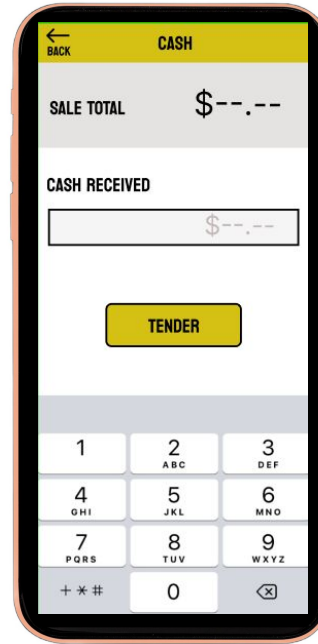 BACK
CASH
SALE TOTAL $--.--
CASH RECEIVED
$--.--
TENDER
1 2 3
ABC DEF
4 5 6
GHI JKL MNO
7 8 9
PQRS TUV WXYZ
+*# 0